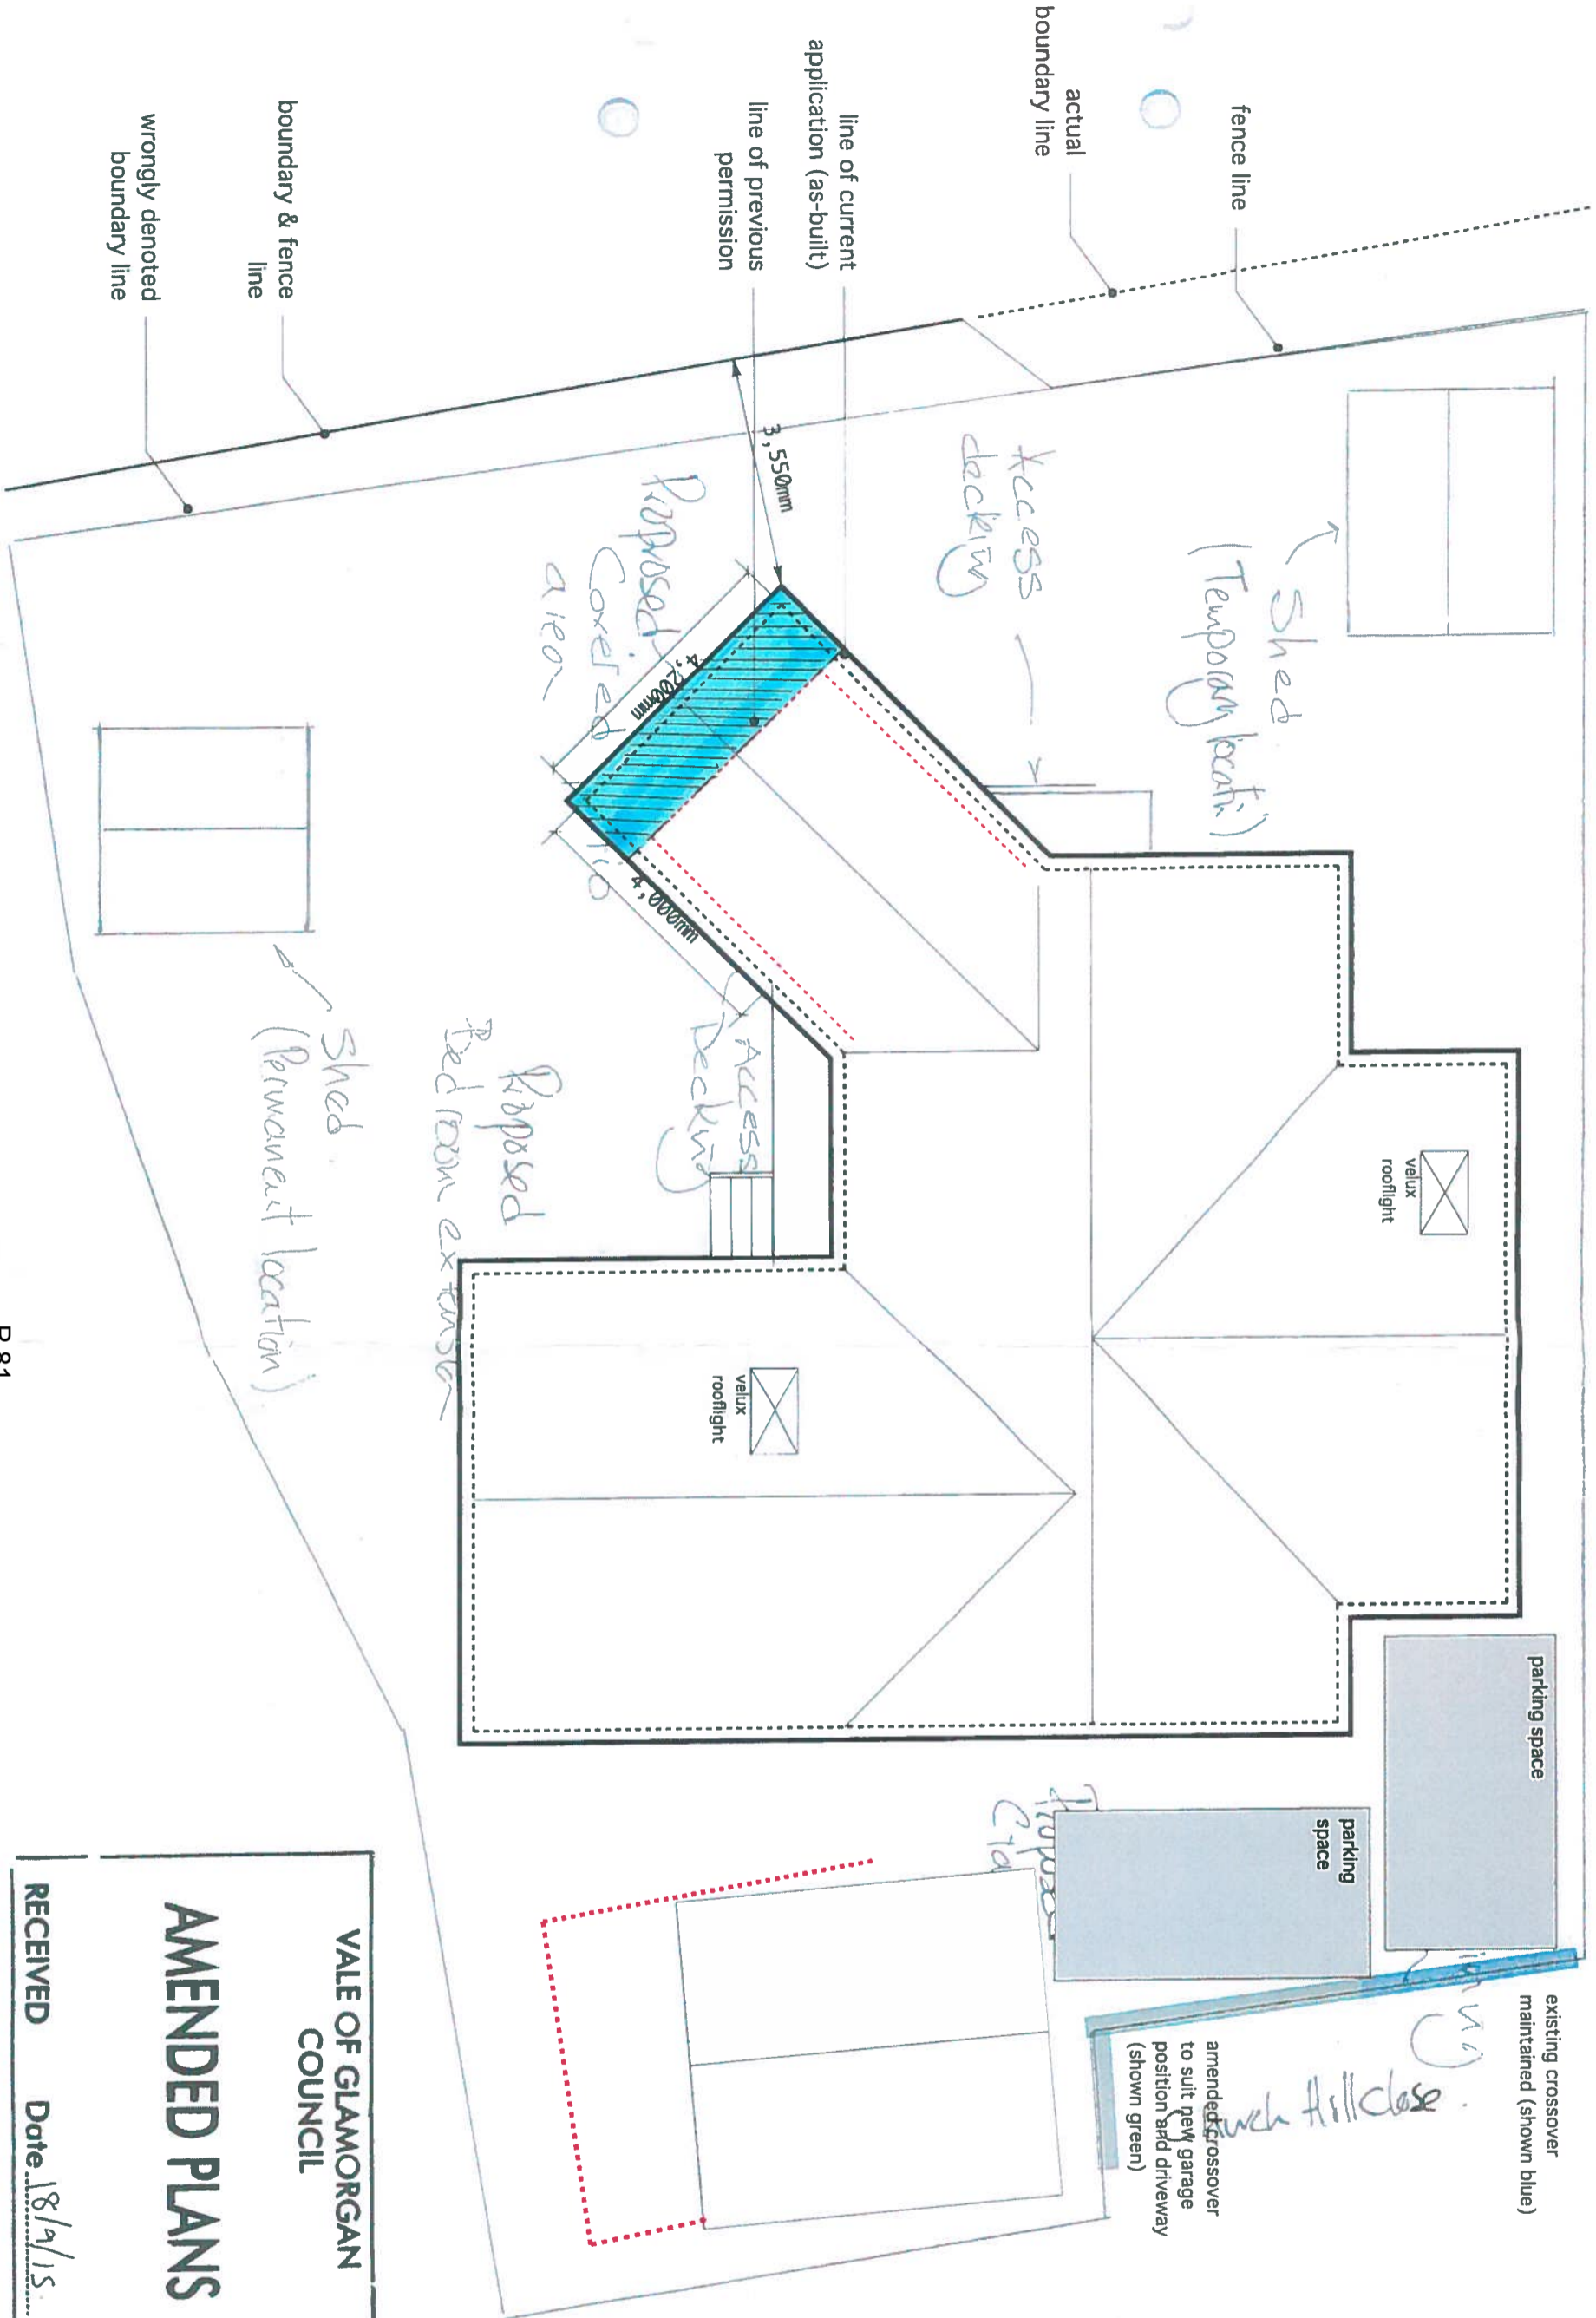 boundary line
actual
fence line
line of current
application (as-built)
line of previous
permission
boundary & fence
line
wrongly denoted
boundary line
3,550mm
4,200mm
4,000mm
Access
decking
Shed
(Temporary locati)
Proposed
Covered
area
Access
Decking
Proposed
Bedroom extension
Shed
(Permanent location)
velux
rooflight
velux
rooflight
parking space
parking
space
existing crossover
maintained (shown blue)
amended crossover
to suit new garage
position and driveway
(shown green)
Hill Close.
P.81
VALE OF GLAMORGAN
COUNCIL
AMENDED PLANS
RECEIVED Date 18/9/15